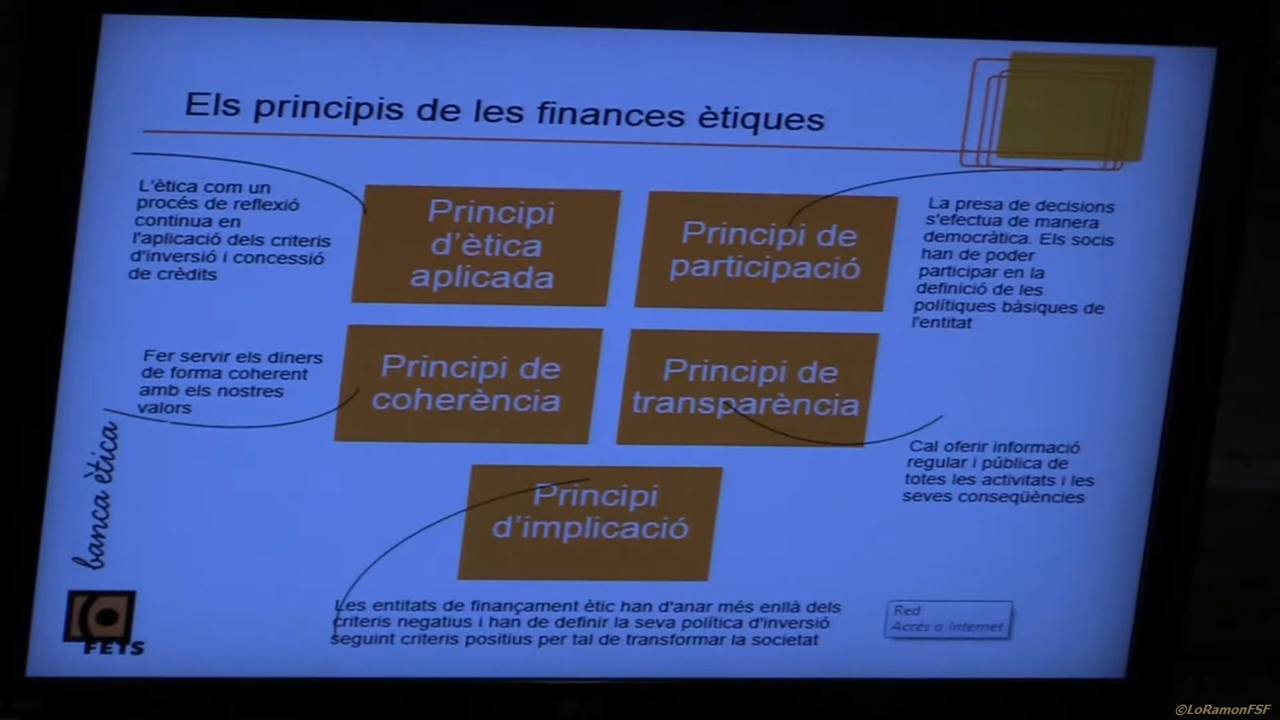 Els principis de les finances ètiques
L'ètica com un
procés de reflexió
continua en
l'aplicació dels criteris
d'inversió i concessió
de crèdits
Principi
d'ètica
aplicada
Principi de
participació
La presa de decisions
s'efectua de manera
democràtica. Els socis
han de poder
participar en la
definició de les
polítiques bàsiques de
l'entitat
Fer servir els diners
de forma coherent
amb els nostres
valors
Principi de
coherència
Principi de
transparència
Cal oferir informació
regular i pública de
totes les activitats i les
seves conseqüències
Principi
d'implicació
Les entitats de finançament ètic han d'anar més enllà dels
criteris negatius i han de definir la seva política d'inversió
seguint criteris positius per tal de transformar la societat
banca ètica
FETS
Red
Accés a Internet
©LoRamonFSF